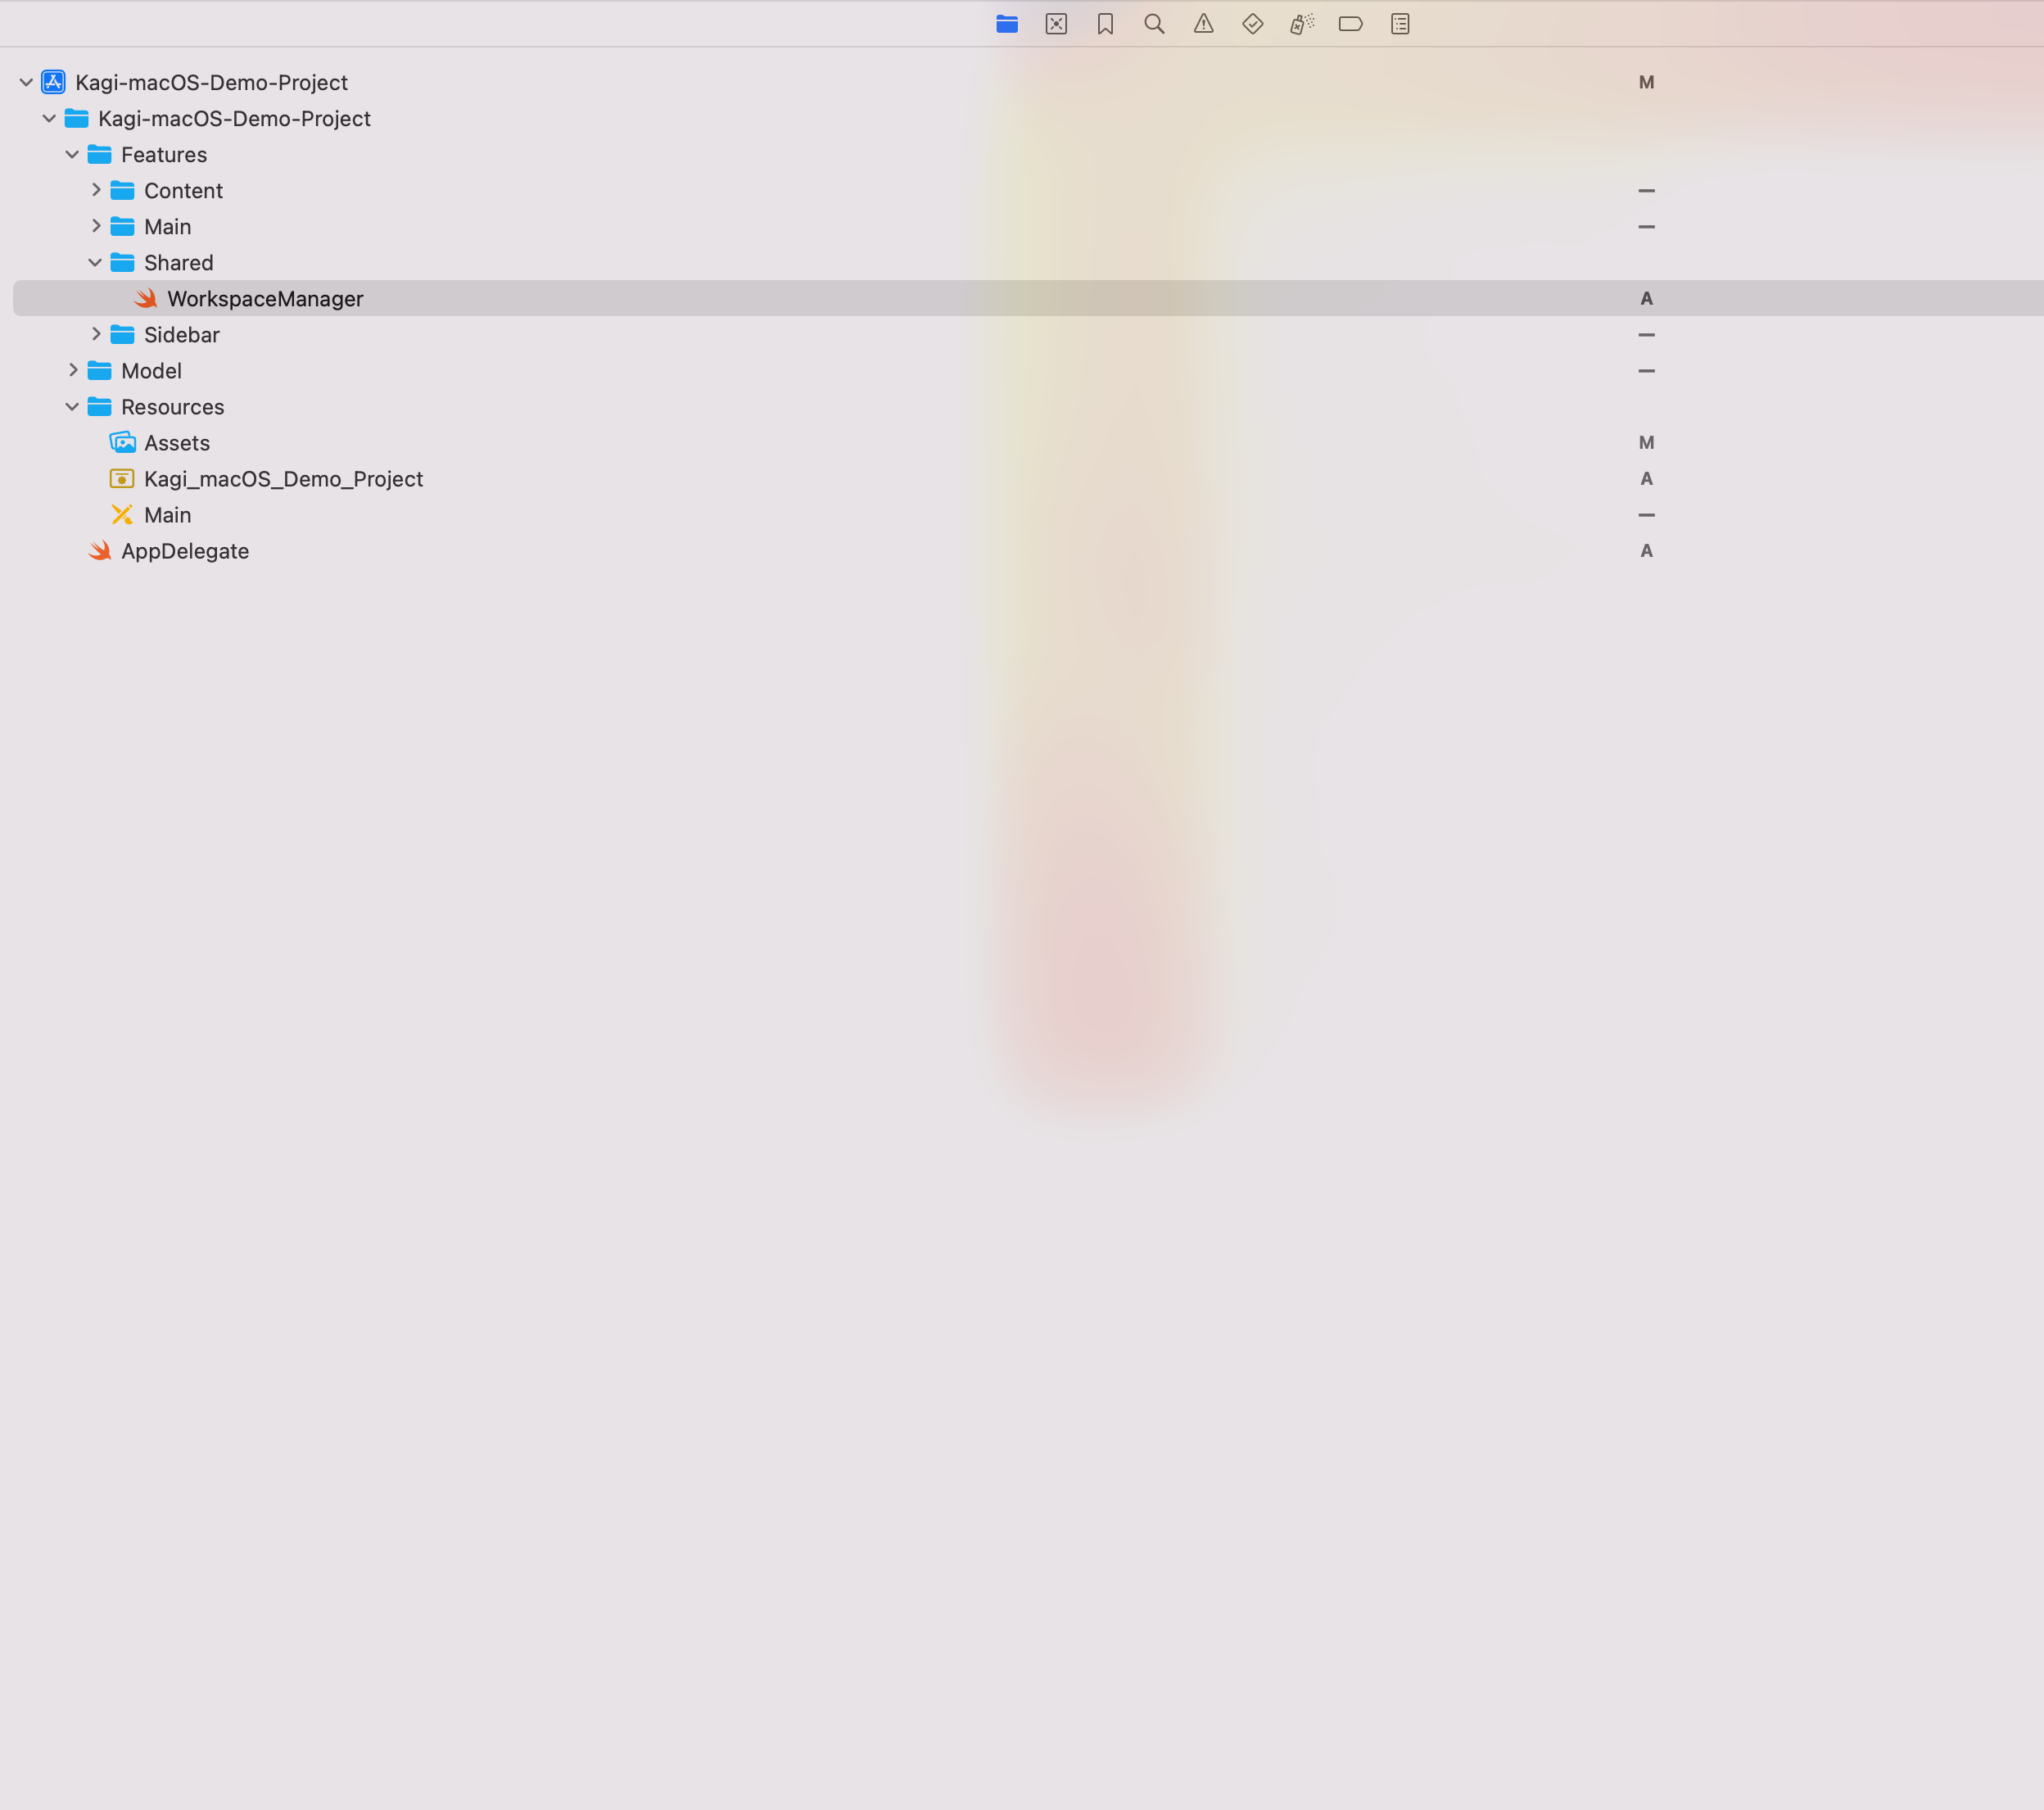 Kagi-macOS-Demo-Project M
Kagi-macOS-Demo-Project
Features
Content —
Main —
Shared
WorkspaceManager A
Sidebar —
Model —
Resources
Assets M
Kagi_macOS_Demo_Project A
Main —
AppDelegate A